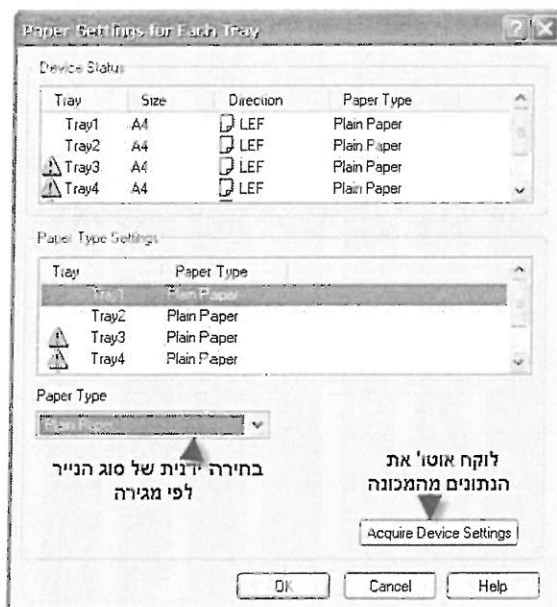 Paper Settings for Each Tray
Device Status
Tray Size Direction Paper Type
Tray1 A4 LEF Plain Paper
Tray2 A4 LEF Plain Paper
Tray3 A4 LEF Plain Paper
Tray4 A4 LEF Plain Paper
Paper Type Settings
Tray Paper Type
Tray1 Plain Paper
Tray2 Plain Paper
Tray3 Plain Paper
Tray4 Plain Paper
Paper Type
Plain Paper
בחירה ידנית של סוג הנייר
לפי מגירה
לוקח אוטו' את
הנתונים מהמכונה
Acquire Device Settings
OK Cancel Help